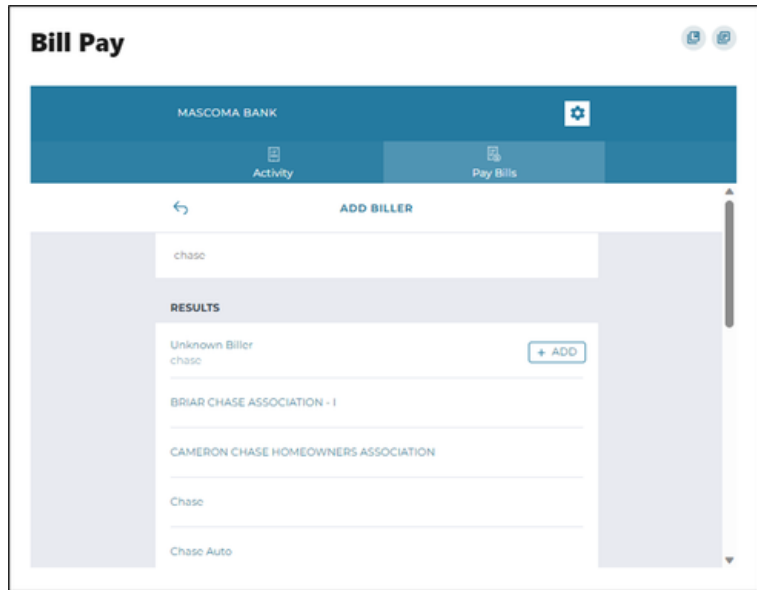 Bill Pay
MASCOMA BANK
Activity
Pay Bills
ADD BILLER
chase
RESULTS
Unknown Biller
chase
+ ADD
BRIAR CHASE ASSOCIATION - I
CAMERON CHASE HOMEOWNERS ASSOCIATION
Chase
Chase Auto